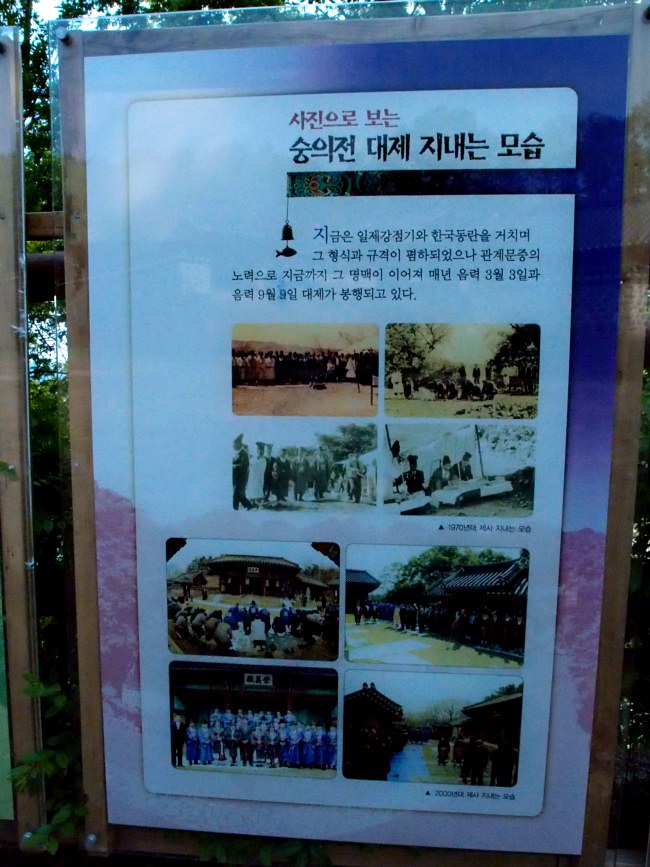 사진으로 보는
숭의전 대제 지내는 모습
지금은 일제강점기와 한국동란을 거치며
그 형식과 규격이 폄하되었으나 관계문중의
노력으로 지금까지 그 명맥이 이어져 매년 음력 3월 3일과
음력 9월 9일 대제가 봉행되고 있다.
▲ 1970년대 제사 지내는 모습
崇義殿
▲ 2000년대 제사 지내는 모습